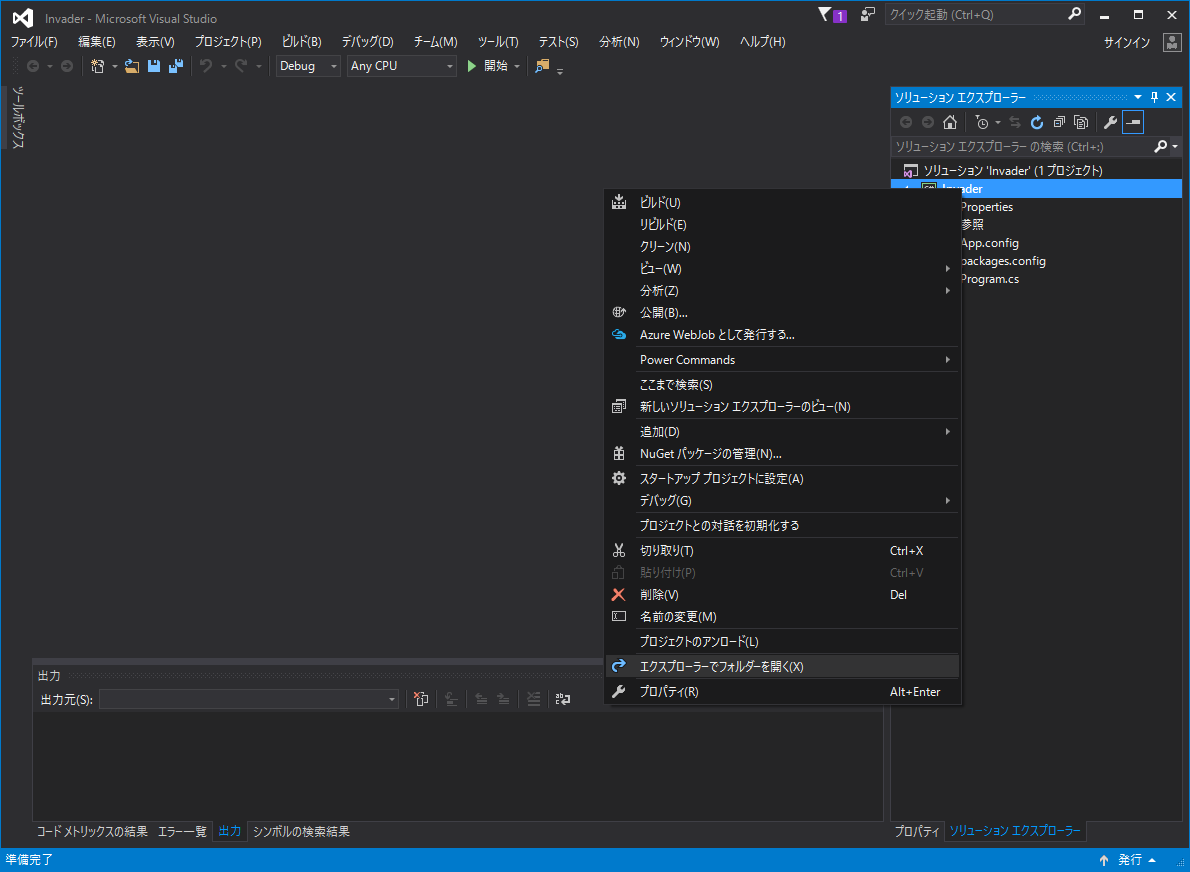 Invader - Microsoft Visual Studio
1
クイック起動 (Ctrl+Q)
ファイル(F) 編集(E) 表示(V) プロジェクト(P) ビルド(B) デバッグ(D) チーム(M) ツール(T) テスト(S) 分析(N) ウィンドウ(W) ヘルプ(H)
サインイン
Debug Any CPU 開始
ツールボックス
ソリューション エクスプローラー
ソリューション エクスプローラー の検索 (Ctrl+:)
ソリューション 'Invader' (1 プロジェクト)
Invader
Properties
参照
App.config
packages.config
Program.cs
ビルド(U)
リビルド(E)
クリーン(N)
ビュー(W)
分析(Z)
公開(B)...
Azure WebJob として発行する...
Power Commands
ここまで検索(S)
新しいソリューション エクスプローラーのビュー(N)
追加(D)
NuGet パッケージの管理(N)...
スタートアップ プロジェクトに設定(A)
デバッグ(G)
プロジェクトとの対話を初期化する
切り取り(T) Ctrl+X
貼り付け(P) Ctrl+V
削除(V) Del
名前の変更(M)
プロジェクトのアンロード(L)
エクスプローラーでフォルダーを開く(X)
プロパティ(R) Alt+Enter
出力
出力元(S):
コード メトリックスの結果 エラー一覧 出力 シンボルの検索結果
プロパティ ソリューション エクスプローラー
準備完了
発行